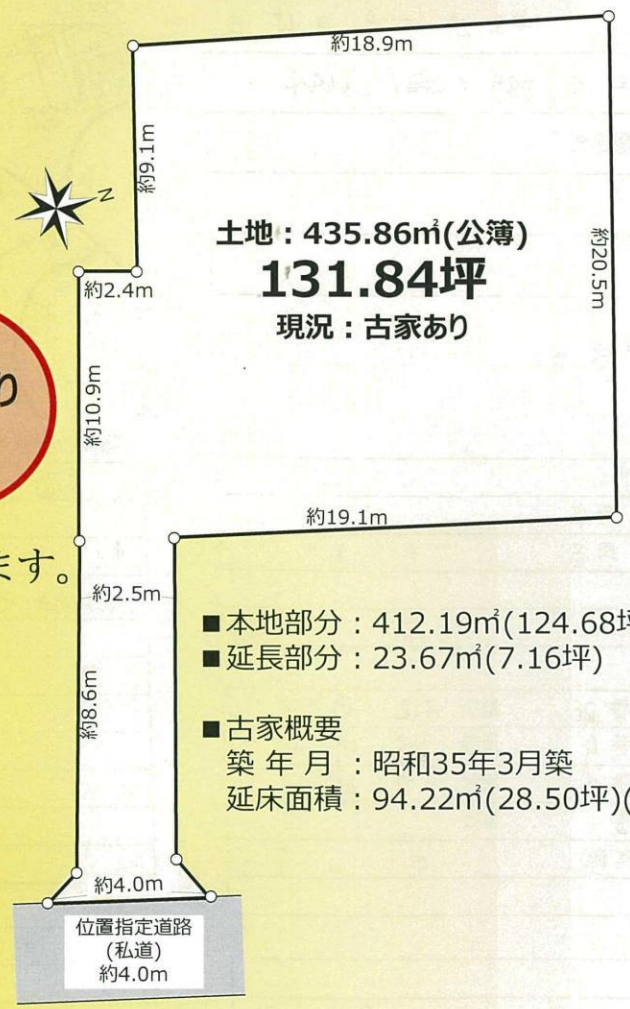 約18.9m
約9.1m
N
土地：435.86㎡(公簿)
131.84坪
現況：古家あり
約20.5m
約2.4m
り
約10.9m
約19.1m
ます。
約2.5m
■本地部分：412.19㎡(124.68坪
■延長部分：23.67㎡(7.16坪)
約8.6m
■古家概要
築年月：昭和35年3月築
延床面積：94.22㎡(28.50坪)(
約4.0m
位置指定道路
(私道)
約4.0m